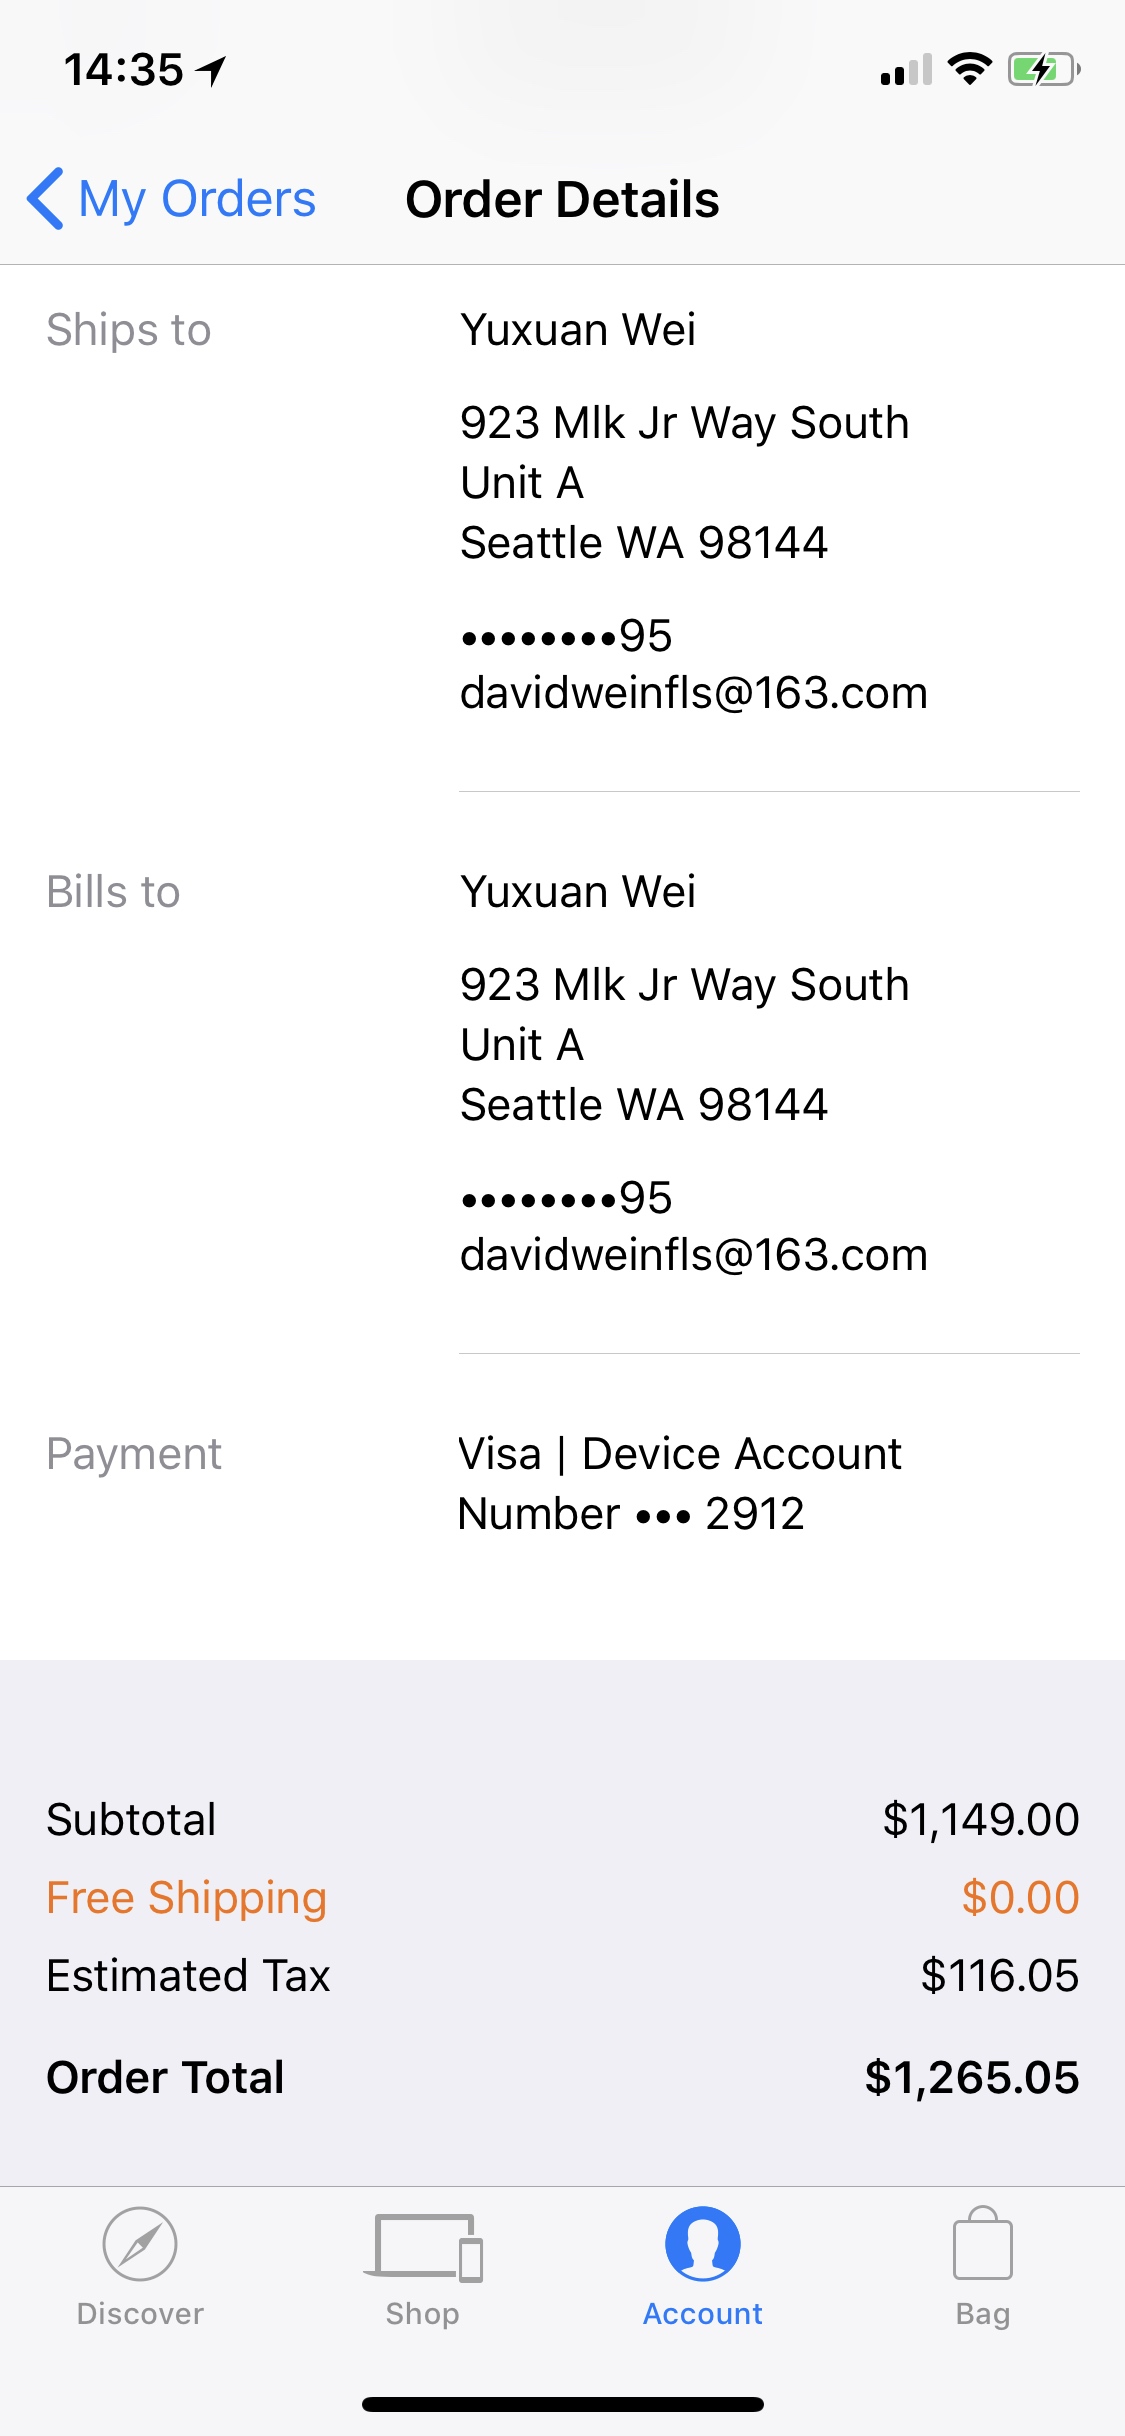 14:35
My Orders
Order Details
Ships to
Yuxuan Wei
923 Mlk Jr Way South
Unit A
Seattle WA 98144
••••••••95
davidweinfls@163.com
Bills to
Yuxuan Wei
923 Mlk Jr Way South
Unit A
Seattle WA 98144
••••••••95
davidweinfls@163.com
Payment
Visa | Device Account
Number ••• 2912
Subtotal $1,149.00
Free Shipping $0.00
Estimated Tax $116.05
Order Total $1,265.05
Discover Shop Account Bag